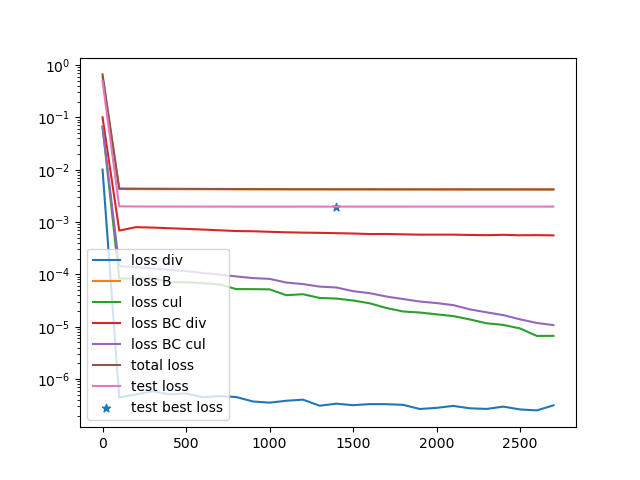 10⁰
10⁻¹
10⁻²
10⁻³
10⁻⁴
10⁻⁵
10⁻⁶
loss div
loss B
loss cul
loss BC div
loss BC cul
total loss
test loss
test best loss
0 500 1000 1500 2000 2500